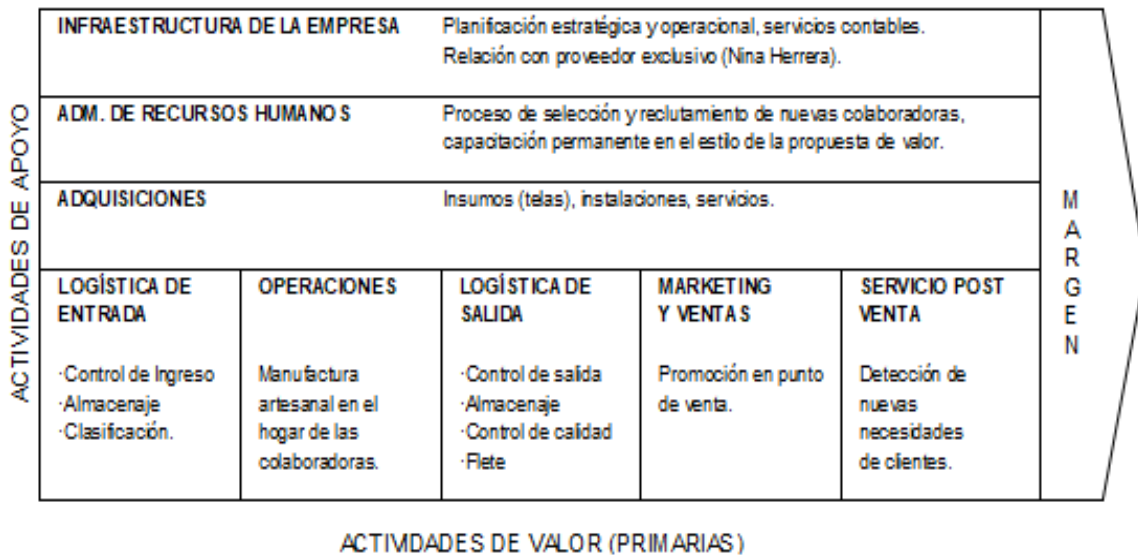 INFRAESTRUCTURA DE LA EMPRESA
Planificación estratégica y operacional, servicios contables.
Relación con proveedor exclusivo (Nina Herrera).
ADM. DE RECURSOS HUMANOS
Proceso de selección y reclutamiento de nuevas colaboradoras,
capacitación permanente en el estilo de la propuesta de valor.
ADQUISICIONES
Insumos (telas), instalaciones, servicios.
ACTIVIDADES DE APOYO
LOGÍSTICA DE
ENTRADA
·Control de Ingreso
·Almacenaje
·Clasificación.
OPERACIONES
Manufactura
artesanal en el
hogar de las
colaboradoras.
LOGÍSTICA DE
SALIDA
·Control de salida
·Almacenaje
·Control de calidad
·Flete
MARKETING
Y VENTAS
Promoción en punto
de venta.
SERVICIO POST
VENTA
Detección de
nuevas
necesidades
de clientes.
M
A
R
G
E
N
ACTIVIDADES DE VALOR (PRIMARIAS)